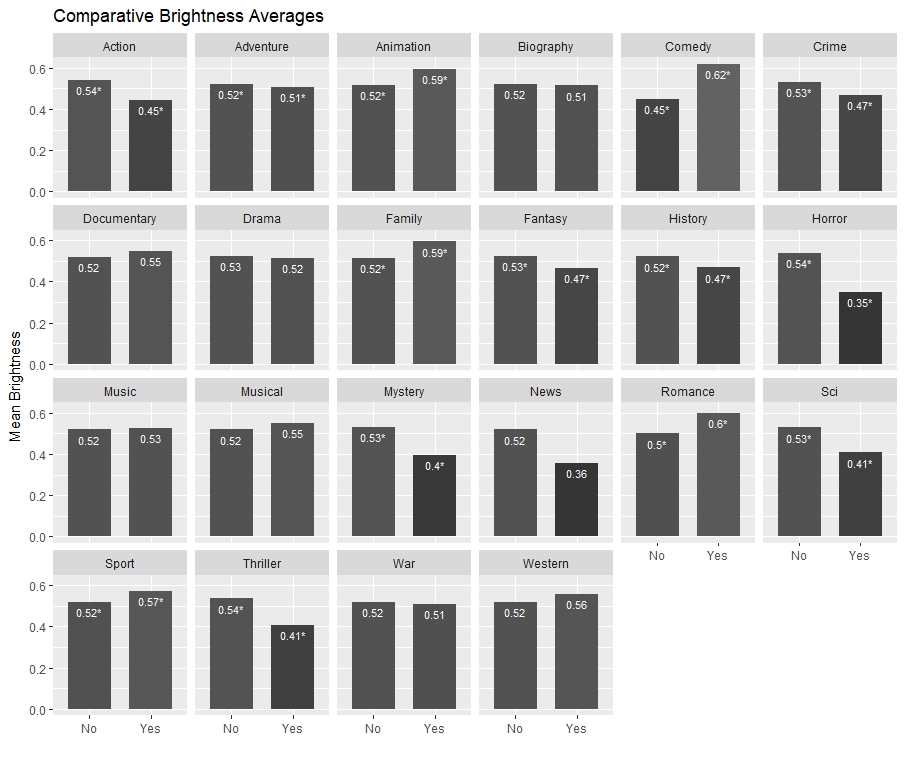 Comparative Brightness Averages
Action Adventure Animation Biography Comedy Crime
0.6
0.4
0.2
0.0
0.54* 0.45* 0.52* 0.51* 0.52* 0.59* 0.52 0.51 0.45* 0.62* 0.53* 0.47*
Documentary Drama Family Fantasy History Horror
0.6
0.4
0.2
0.0
0.52 0.55 0.53 0.52 0.52* 0.59* 0.53* 0.47* 0.52* 0.47* 0.54* 0.35*
Mean Brightness
Music Musical Mystery News Romance Sci
0.6
0.4
0.2
0.0
0.52 0.53 0.52 0.55 0.53* 0.4* 0.52 0.36 0.5* 0.6* 0.53* 0.41*
No Yes No Yes
Sport Thriller War Western
0.6
0.4
0.2
0.0
0.52* 0.57* 0.54* 0.41* 0.52 0.51 0.52 0.56
No Yes No Yes No Yes No Yes